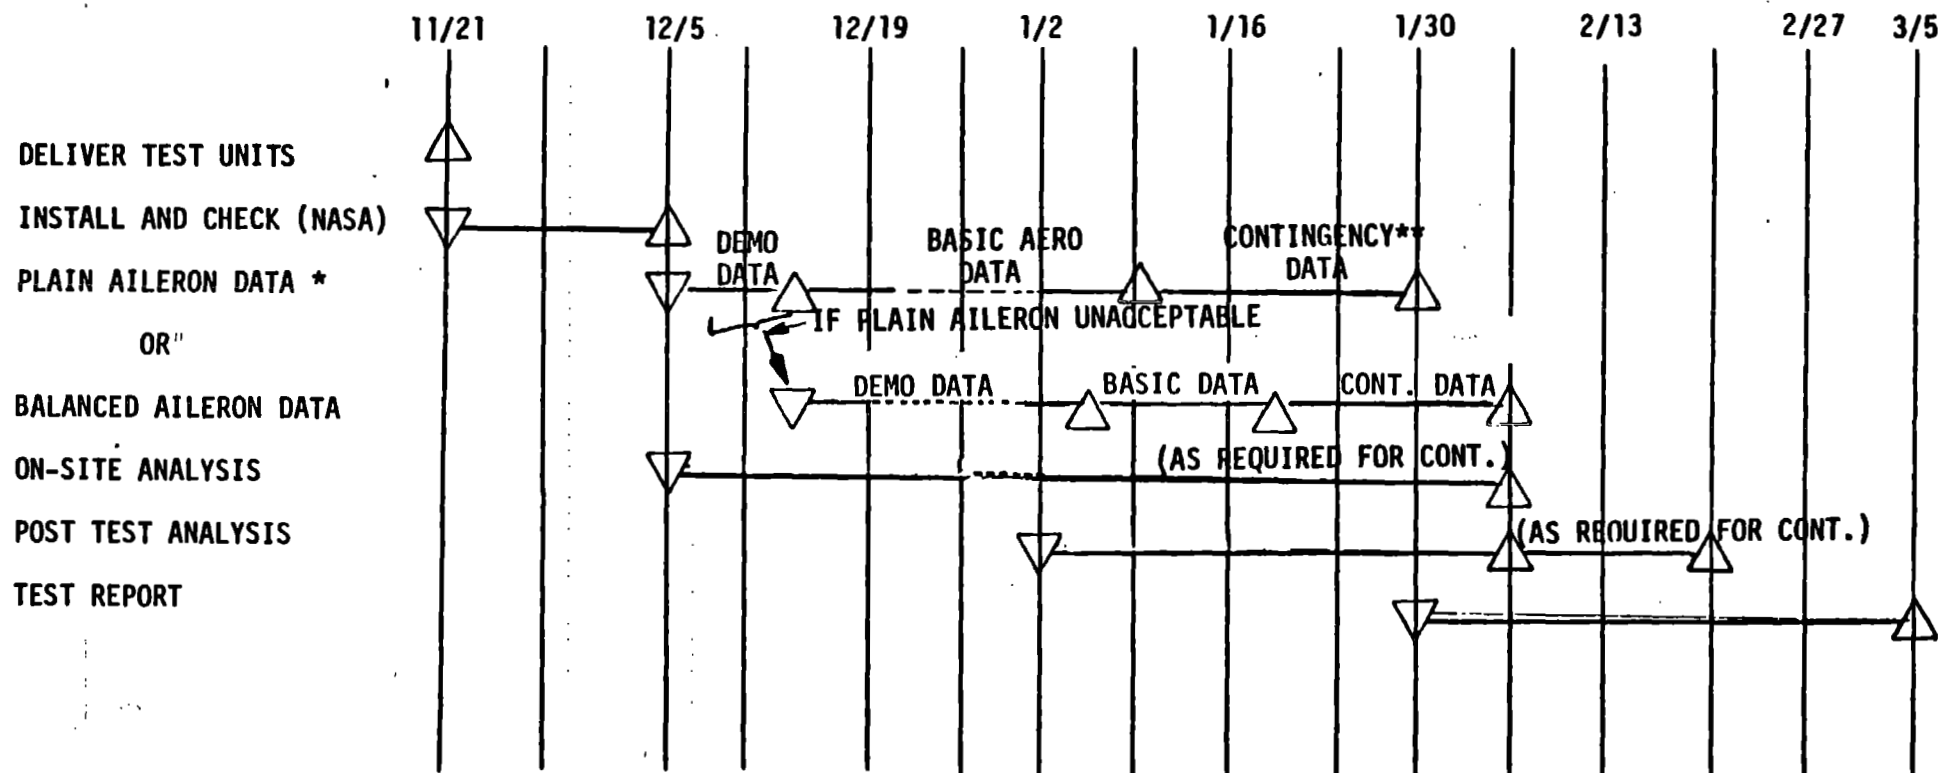 11/21 12/5 12/19 1/2 1/16 1/30 2/13 2/27 3/5
DELIVER TEST UNITS
INSTALL AND CHECK (NASA)
DEMO DATA
BASIC AERO DATA
CONTINGENCY** DATA
PLAIN AILERON DATA *
IF PLAIN AILERON UNACCEPTABLE
OR"
DEMO DATA BASIC DATA CONT. DATA
BALANCED AILERON DATA
(AS REQUIRED FOR CONT.)
ON-SITE ANALYSIS
(AS REQUIRED FOR CONT.)
POST TEST ANALYSIS
TEST REPORT